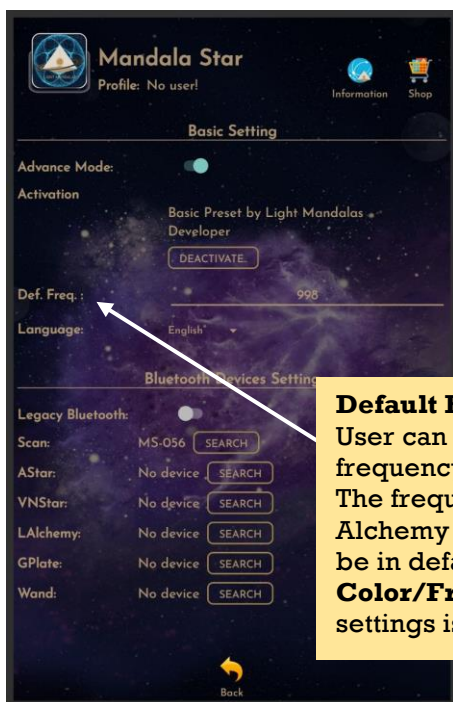 Mandala Star
Profile: No user!
Information
Shop
Basic Setting
Advance Mode:
Activation
Basic Preset by Light Mandalas
Developer
DEACTIVATE..
Def. Freq. :
998
Language:
English
Bluetooth Devices Setting
Legacy Bluetooth:
Scan:
MS-056
SEARCH
AStar:
No device
SEARCH
VNStar:
No device
SEARCH
LAlchemy:
No device
SEARCH
GPlate:
No device
SEARCH
Wand:
No device
SEARCH
Back
Default
User can
frequenc
The frequ
Alchemy
be in defa
Color/Fr
settings is